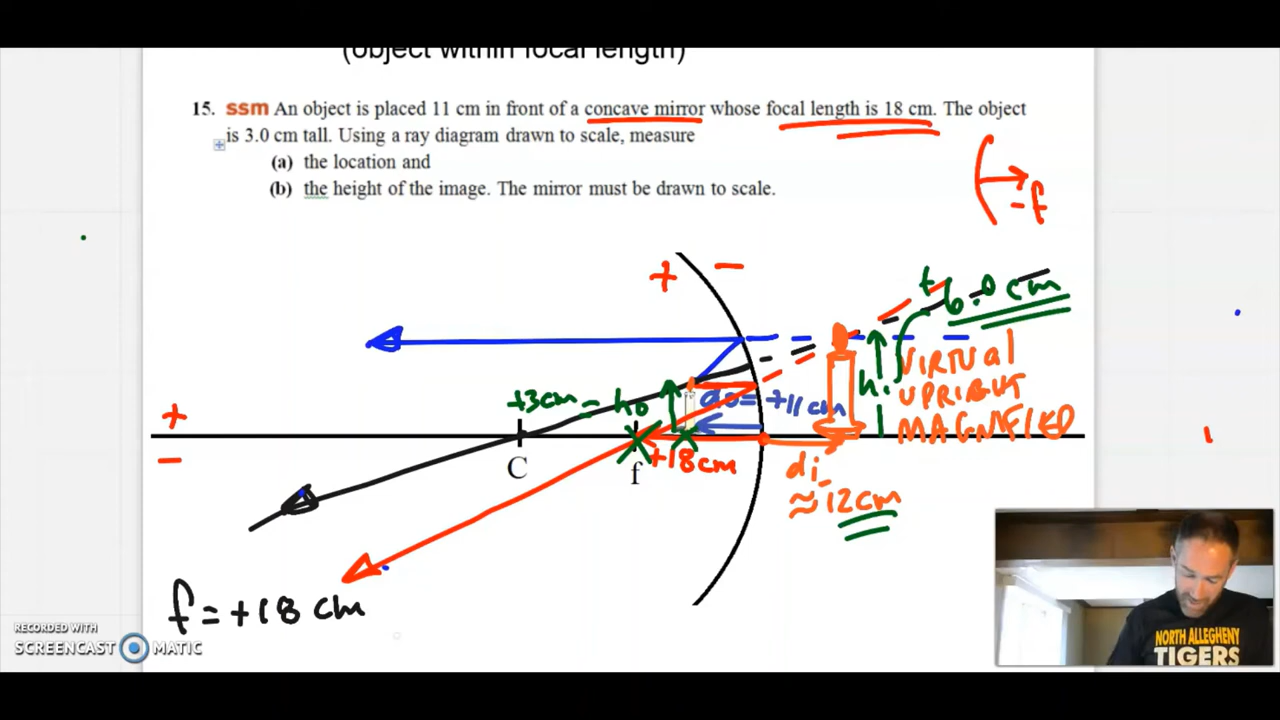 (object within focal length)
15. ssm An object is placed 11 cm in front of a concave mirror whose focal length is 18 cm. The object
is 3.0 cm tall. Using a ray diagram drawn to scale, measure
(a) the location and
(b) the height of the image. The mirror must be drawn to scale.
-f
+ -
+6.0 cm
VIRTUAL
UPRIGHT
MAGNIFIED
hi
+3cm = ho
do = +11 cm
+
-
C
f
+18cm
di
≈ 12cm
f = +18 cm
RECORDED WITH
SCREENCAST MATIC
NORTH ALLEGHENY
TIGERS